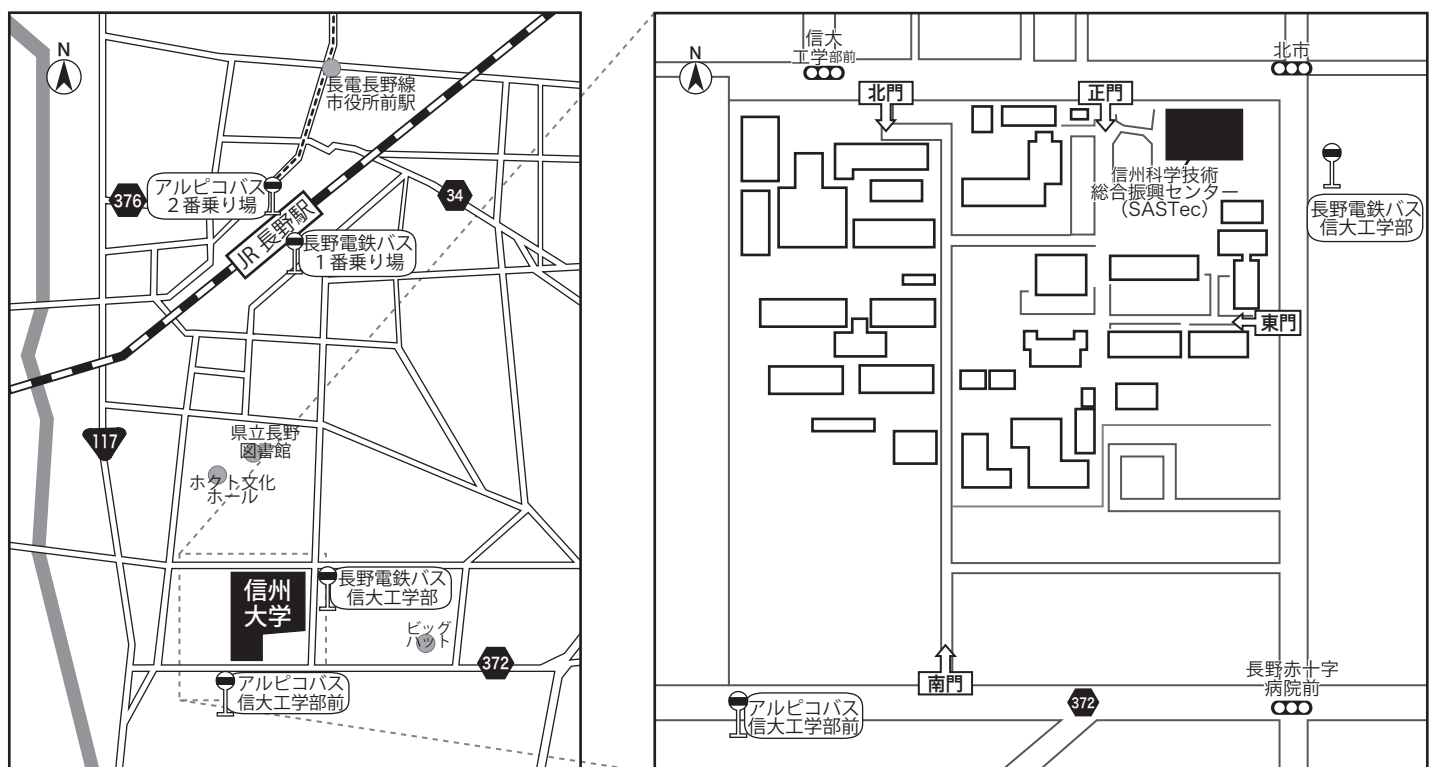 N
長電長野線
市役所前駅
アルピコバス
２番乗り場
376
34
JR 長野駅
長野電鉄バス
１番乗り場
117
県立長野
図書館
ホクト文化
ホール
信州
大学
長野電鉄バス
信大工学部
ビッグ
ハット
372
アルピコバス
信大工学部前
N
信大
工学部前
北市
北門
正門
信州科学技術
総合振興センター
（SASTec）
長野電鉄バス
信大工学部
東門
南門
長野赤十字
病院前
372
アルピコバス
信大工学部前